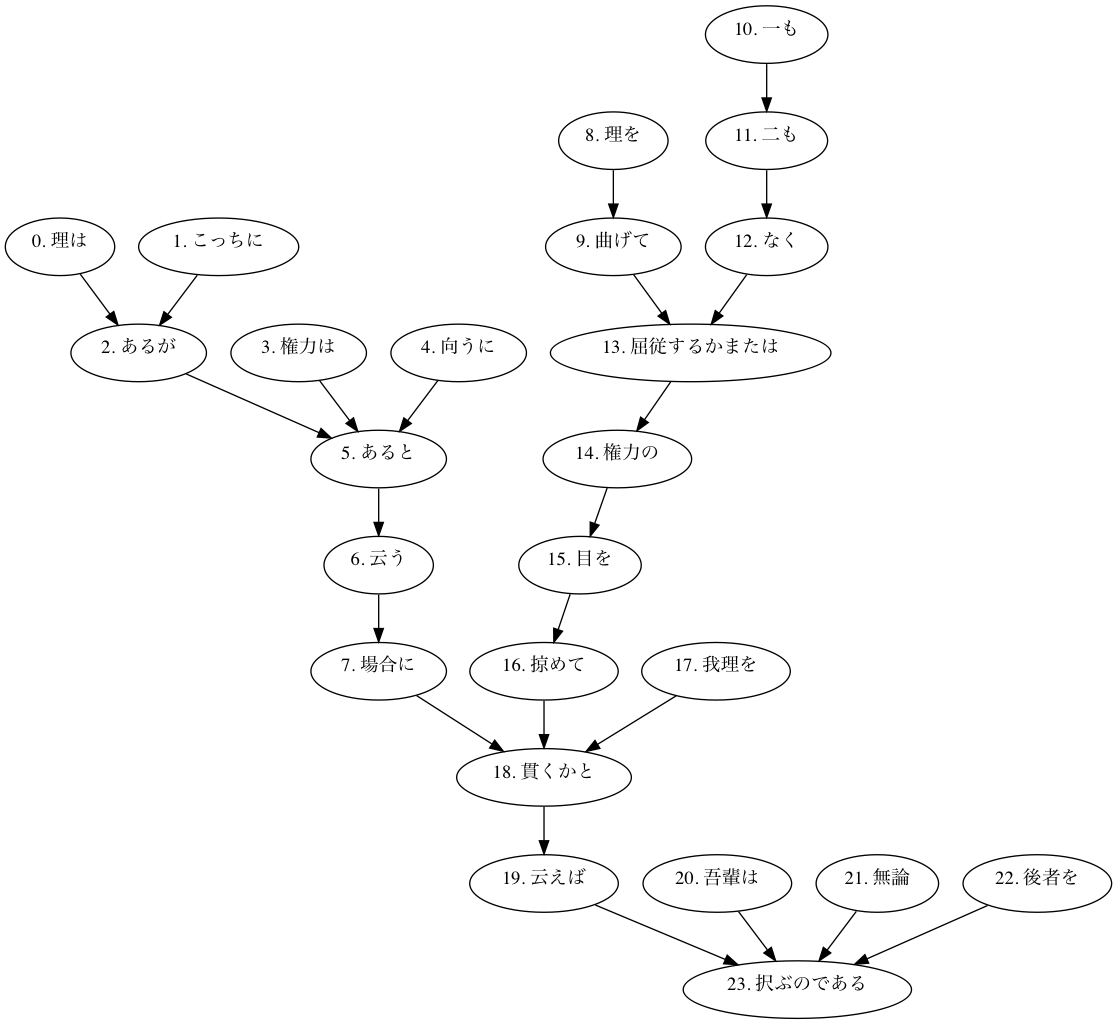 10. 一も
8. 理を
11. 二も
0. 理は
1. こっちに
9. 曲げて
12. なく
2. あるが
3. 権力は
4. 向うに
13. 屈従するかまたは
5. あると
14. 権力の
6. 云う
15. 目を
7. 場合に
16. 掠めて
17. 我理を
18. 貫くかと
19. 云えば
20. 吾輩は
21. 無論
22. 後者を
23. 択ぶのである